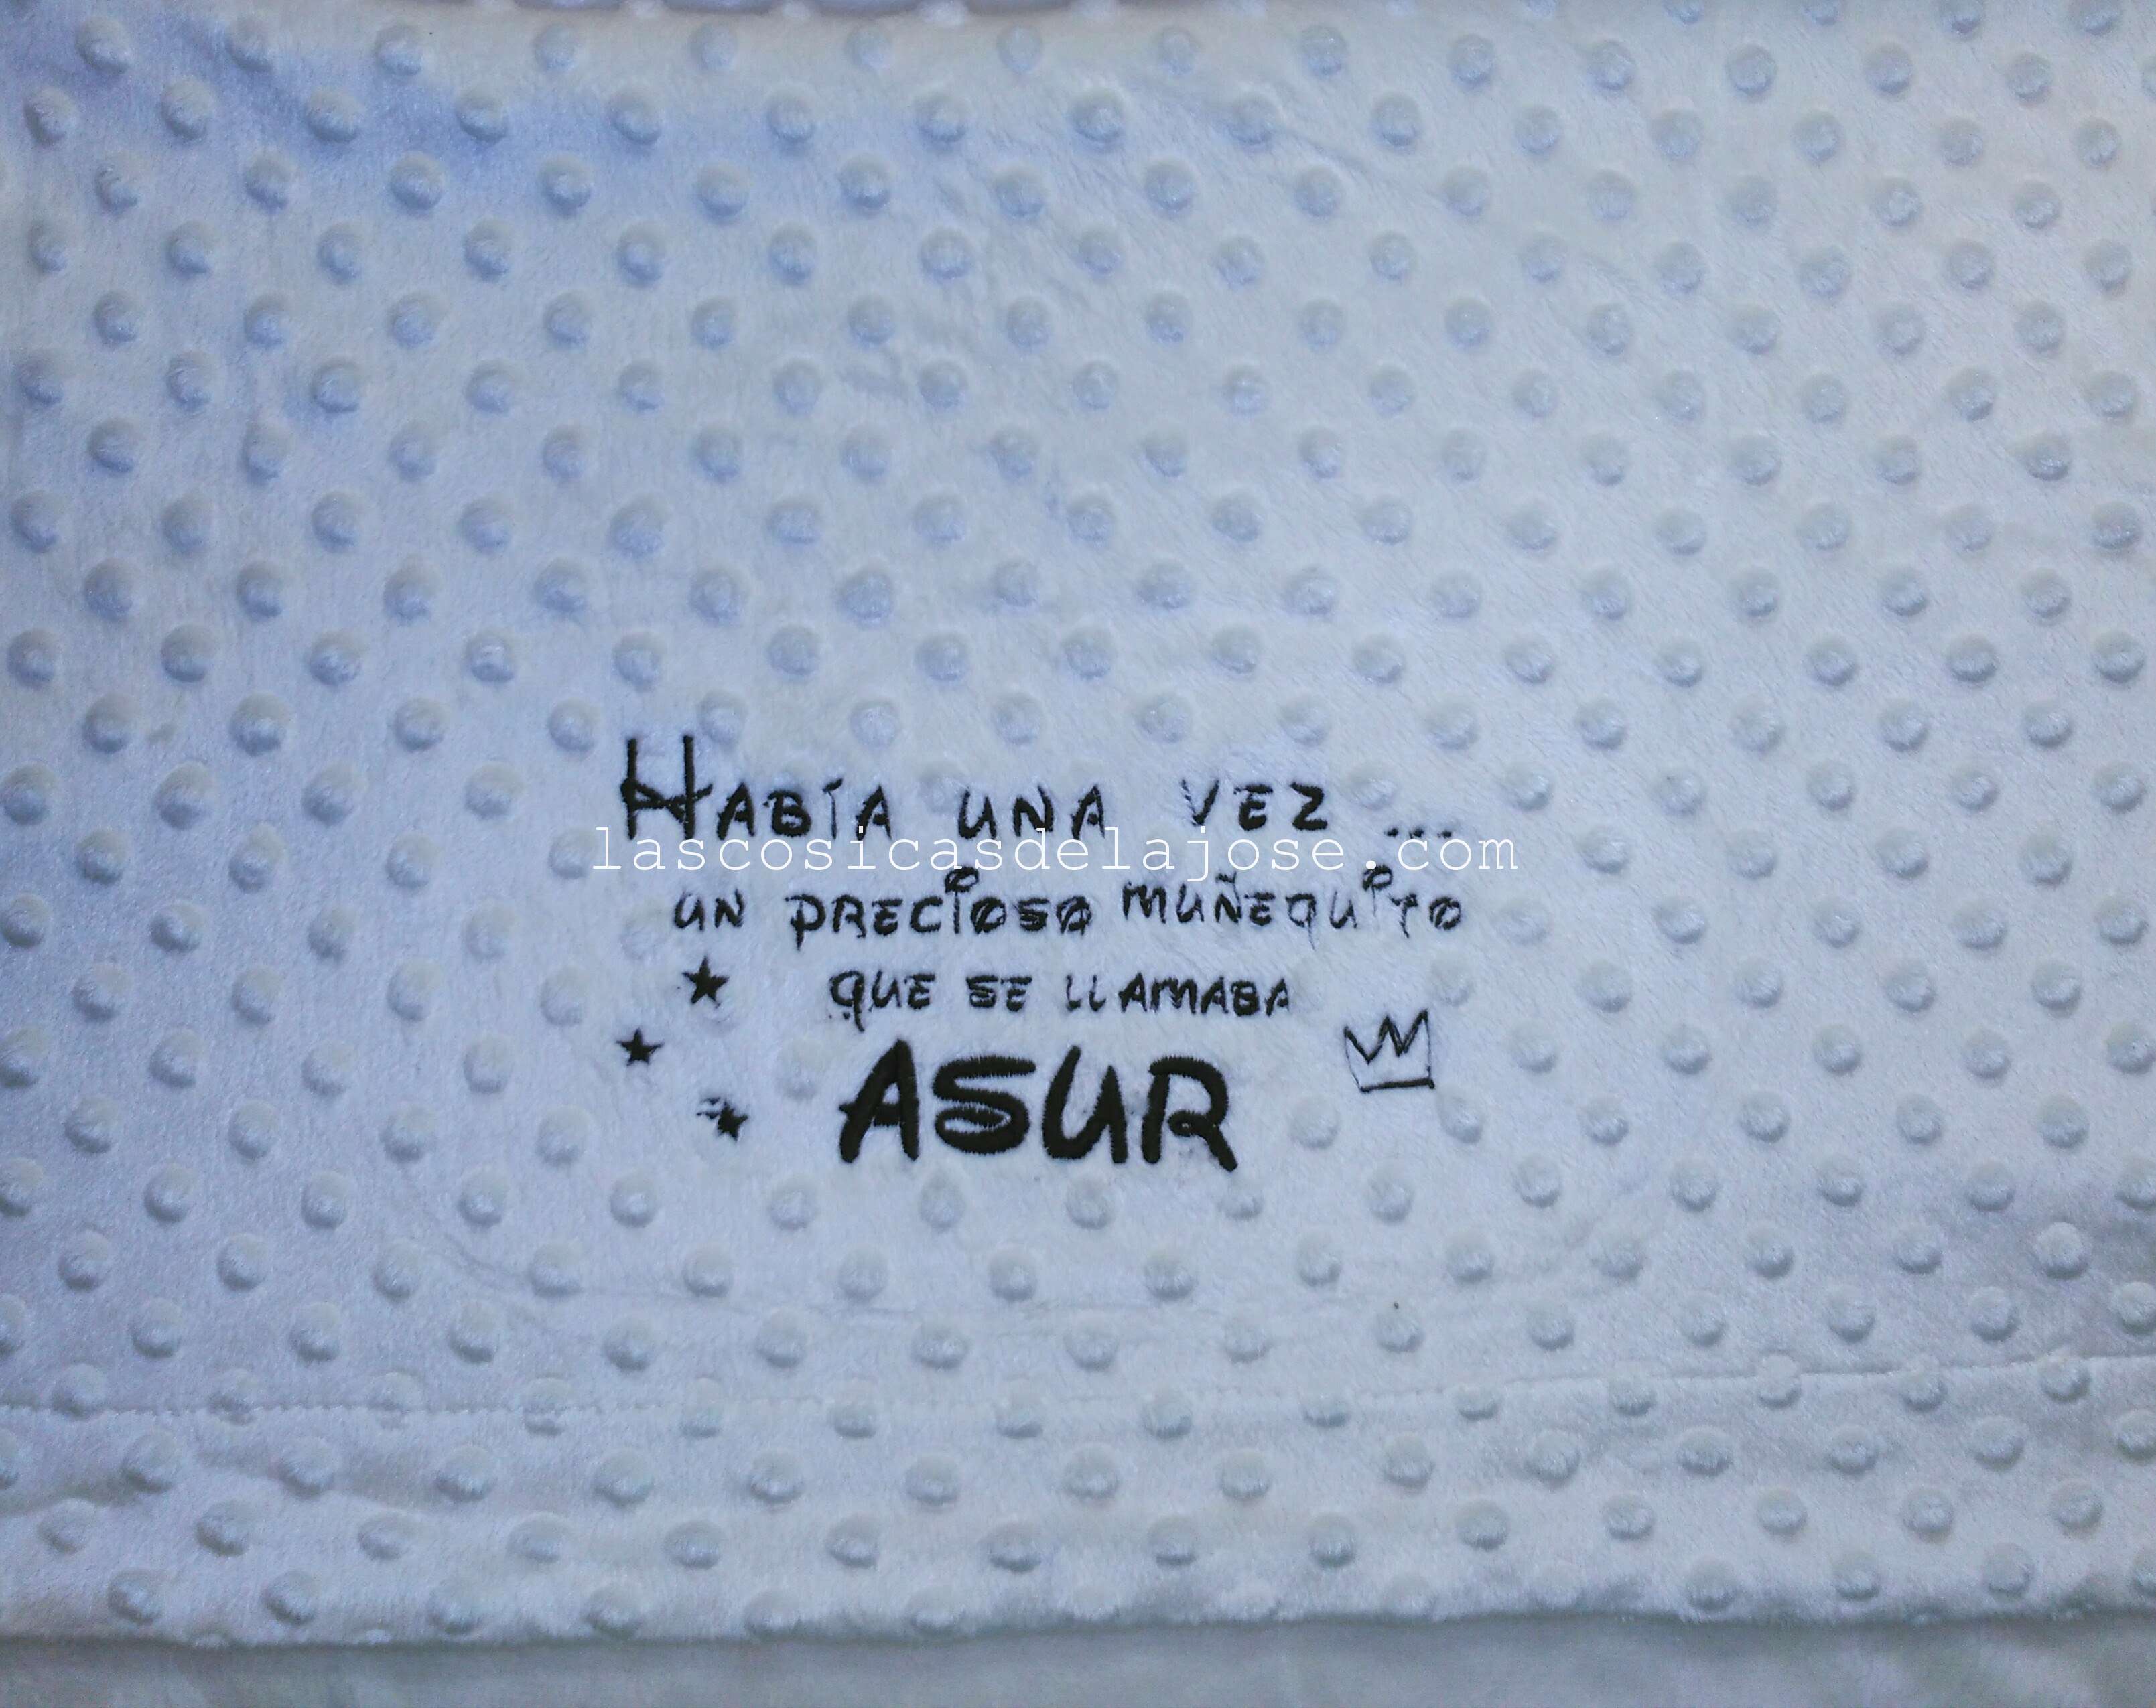 HABÍA UNA VEZ ...
lascosicasdelajose.com
UN PRECIOSO MUÑEQUITO
QUE SE LLAMABA
ASUR